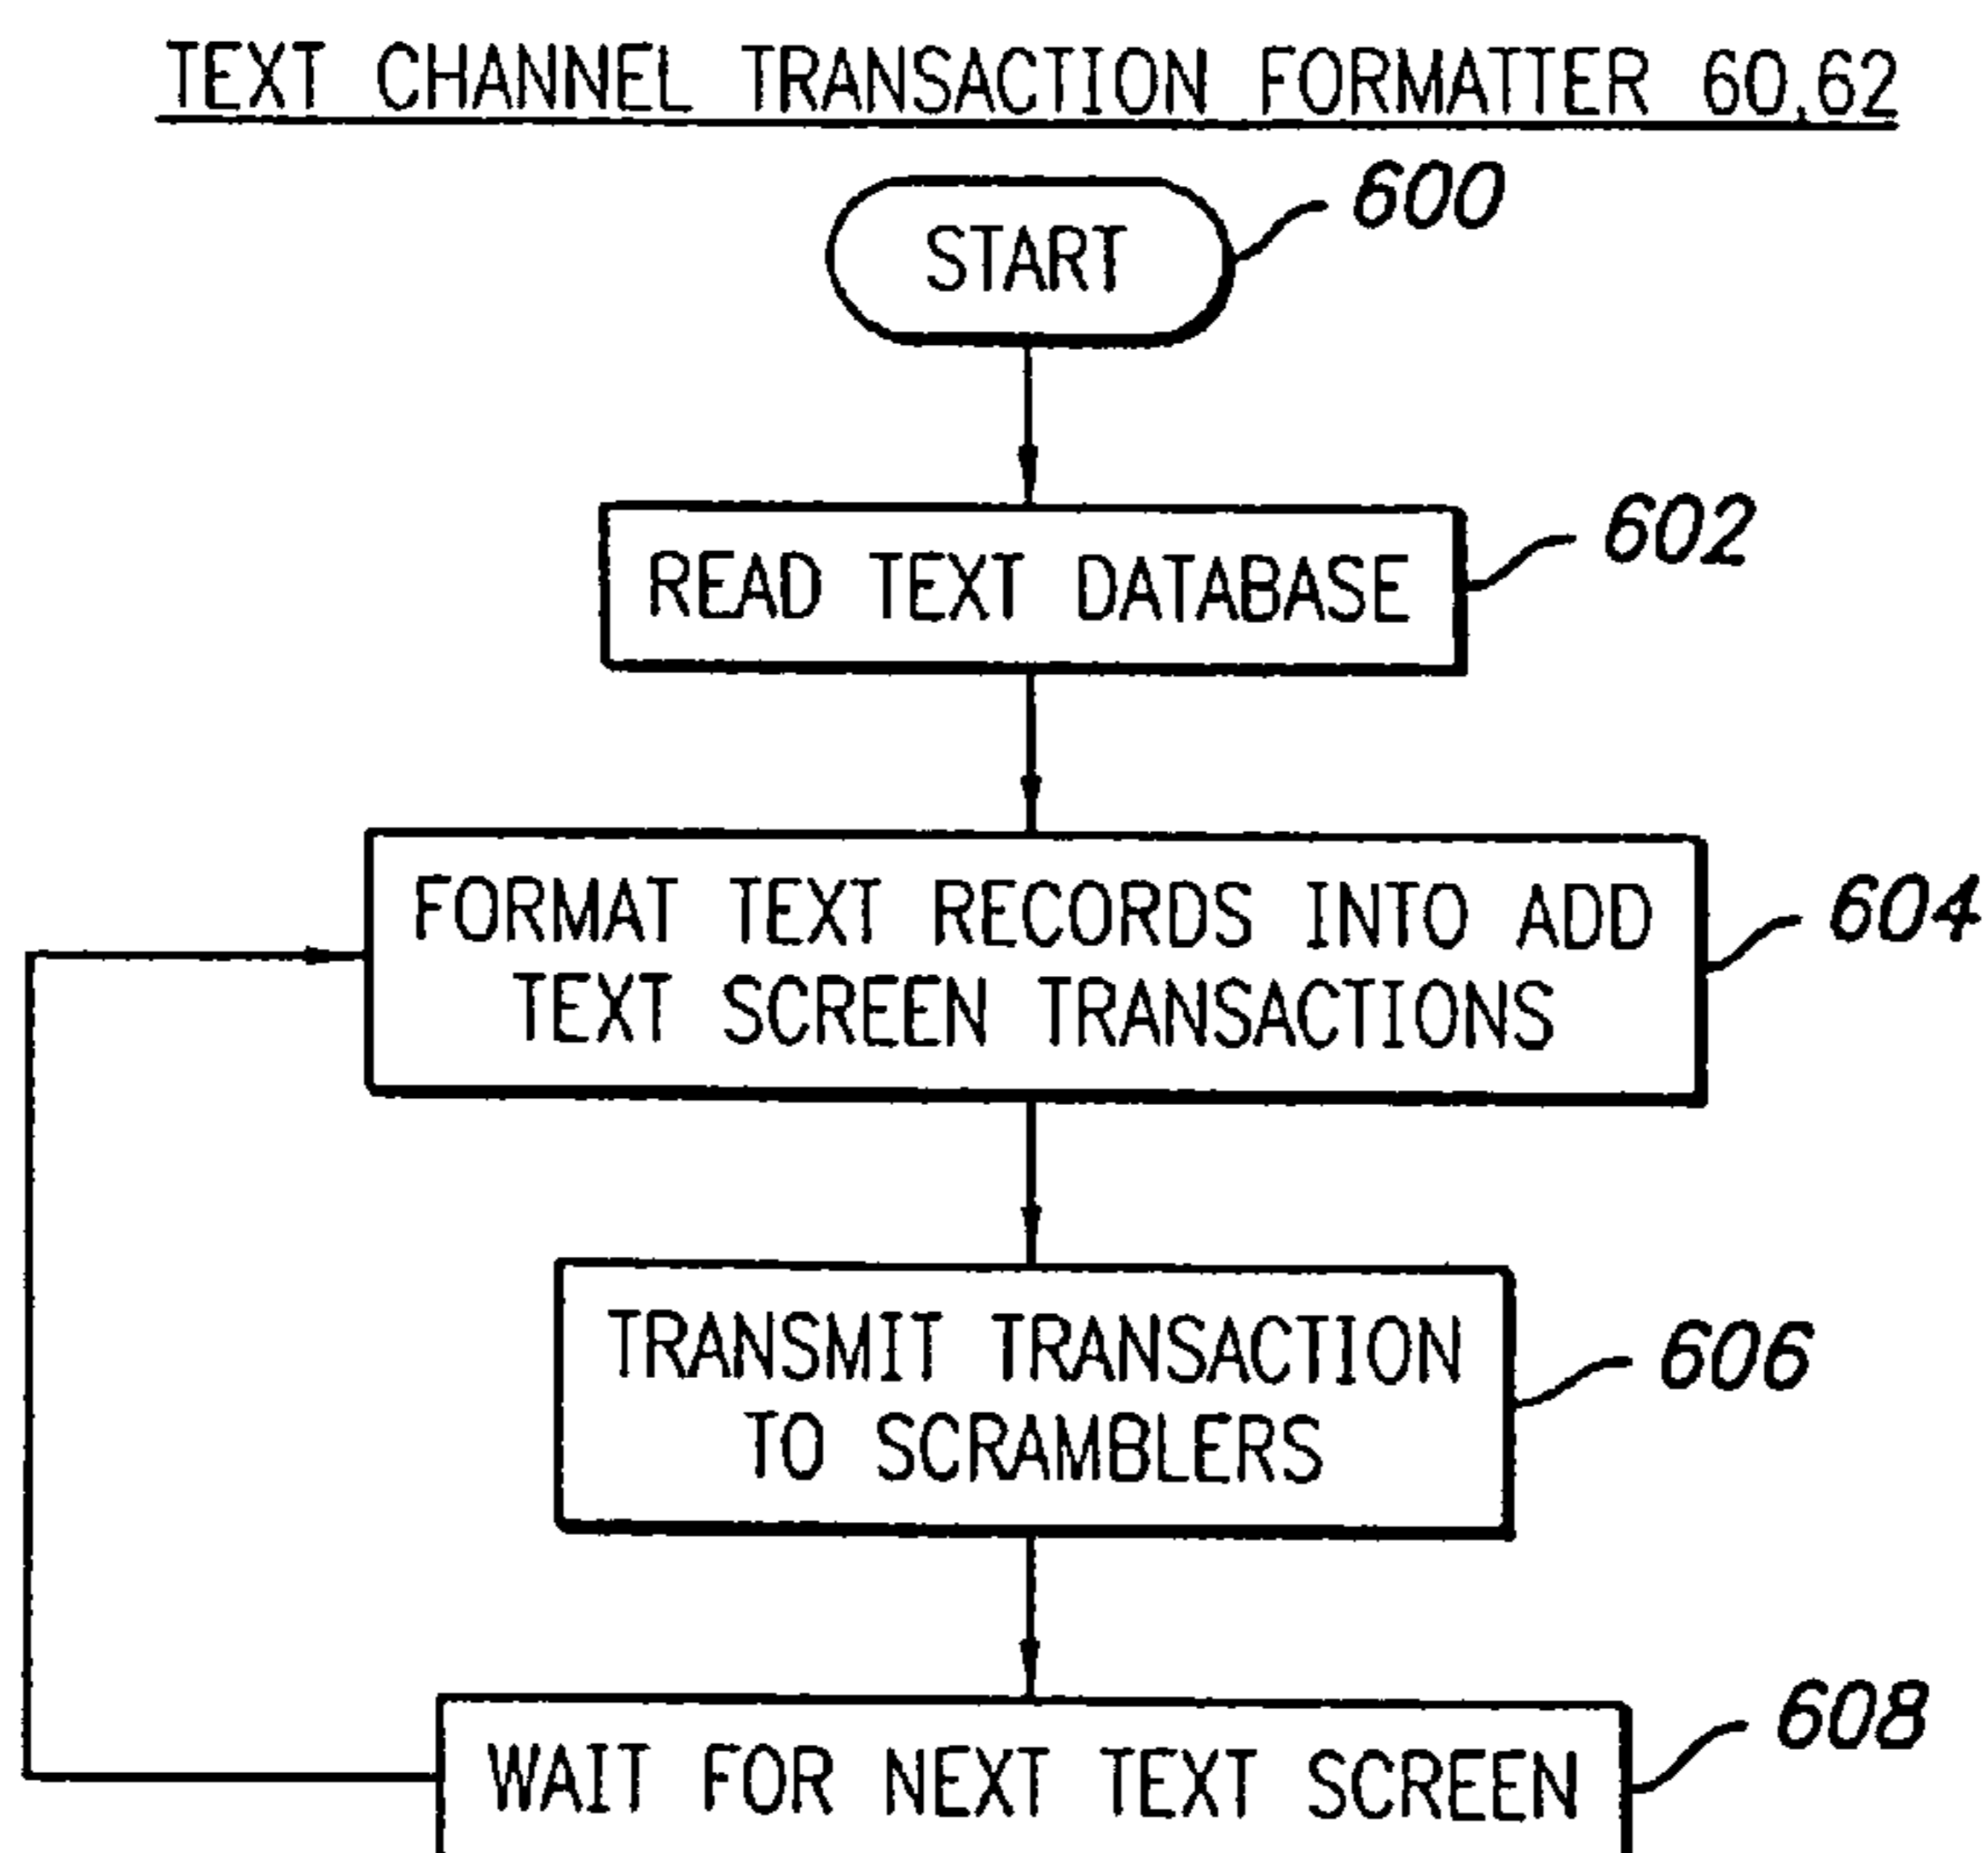 TEXT CHANNEL TRANSACTION FORMATTER 60,62
START
600
READ TEXT DATABASE
602
FORMAT TEXT RECORDS INTO ADD
TEXT SCREEN TRANSACTIONS
604
TRANSMIT TRANSACTION
TO SCRAMBLERS
606
WAIT FOR NEXT TEXT SCREEN
608